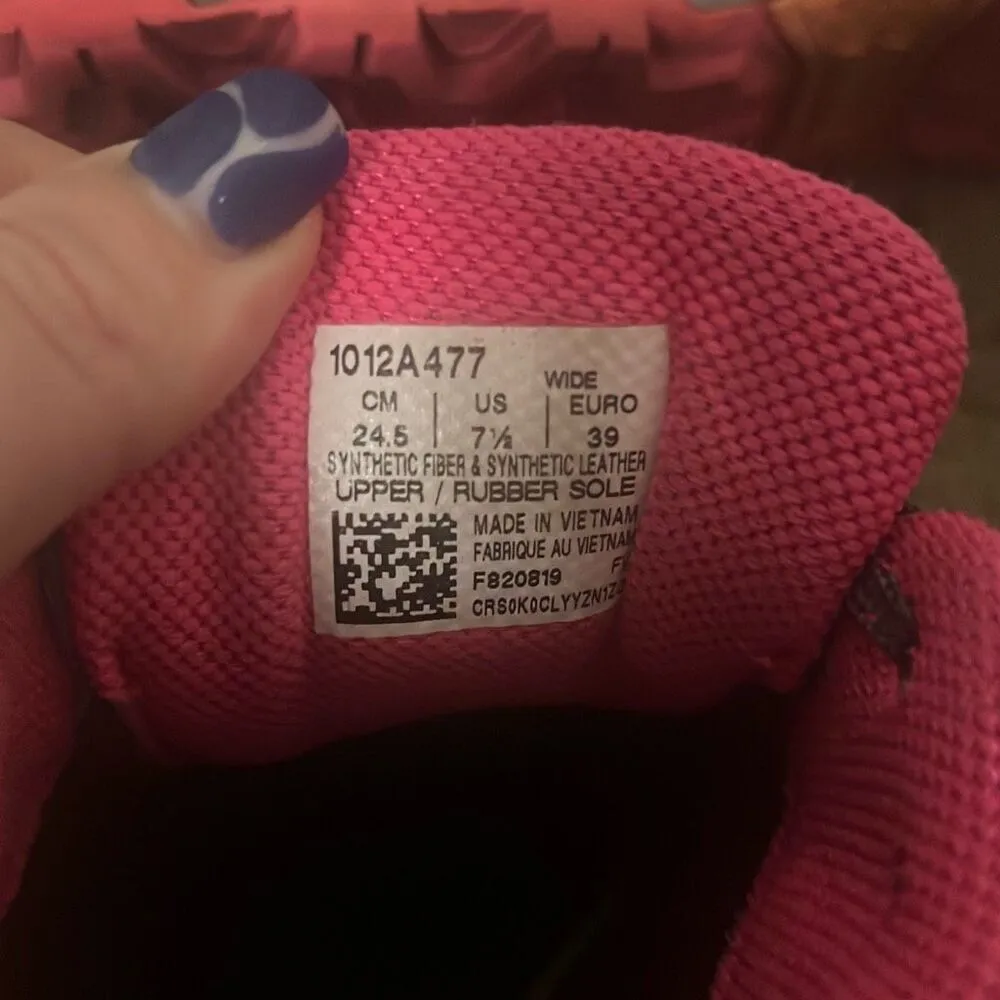 1012A477
WIDE
CM | US | EURO
24.5 | 7½ | 39
SYNTHETIC FIBER & SYNTHETIC LEATHER
UPPER / RUBBER SOLE
MADE IN VIETNAM
FABRIQUE AU VIETNAM
F820819